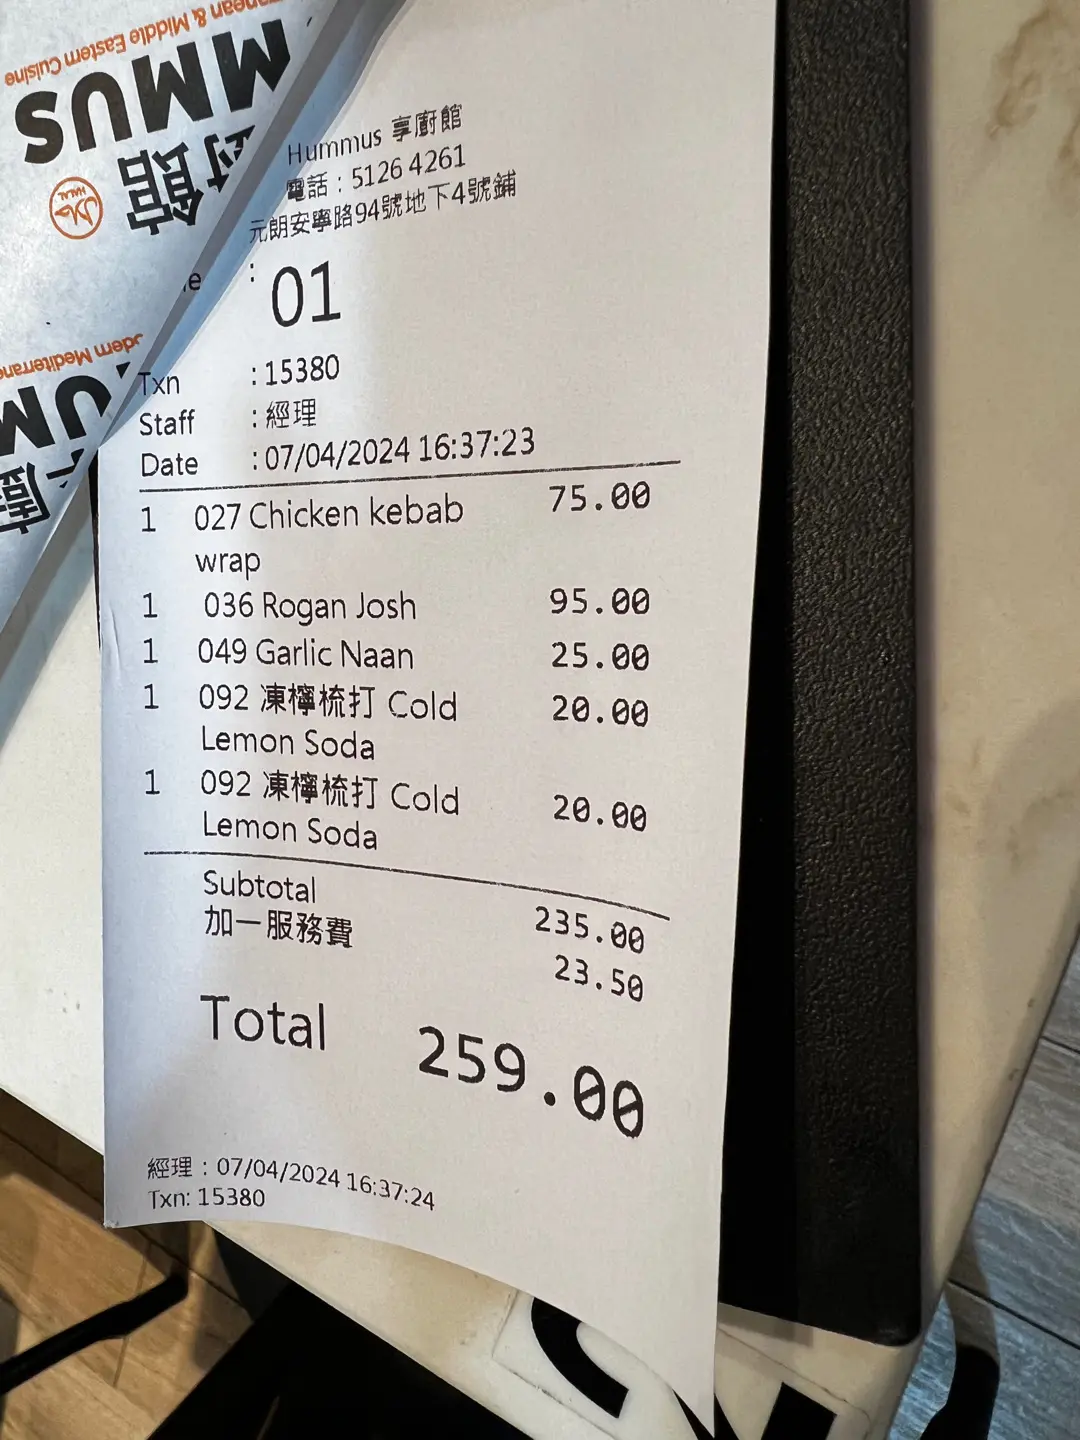 Hummus 享廚館
電話：5126 4261
元朗安寧路94號地下4號鋪
: 01
Txn : 15380
Staff : 經理
Date : 07/04/2024 16:37:23
1 027 Chicken kebab 75.00
wrap
1 036 Rogan Josh 95.00
1 049 Garlic Naan 25.00
1 092 凍檸梳打 Cold 20.00
Lemon Soda
1 092 凍檸梳打 Cold 20.00
Lemon Soda
Subtotal 235.00
加一服務費 23.50
Total 259.00
經理：07/04/2024 16:37:24
Txn: 15380
& Middle Eastern Cuisine
MMUS
館
HALAL